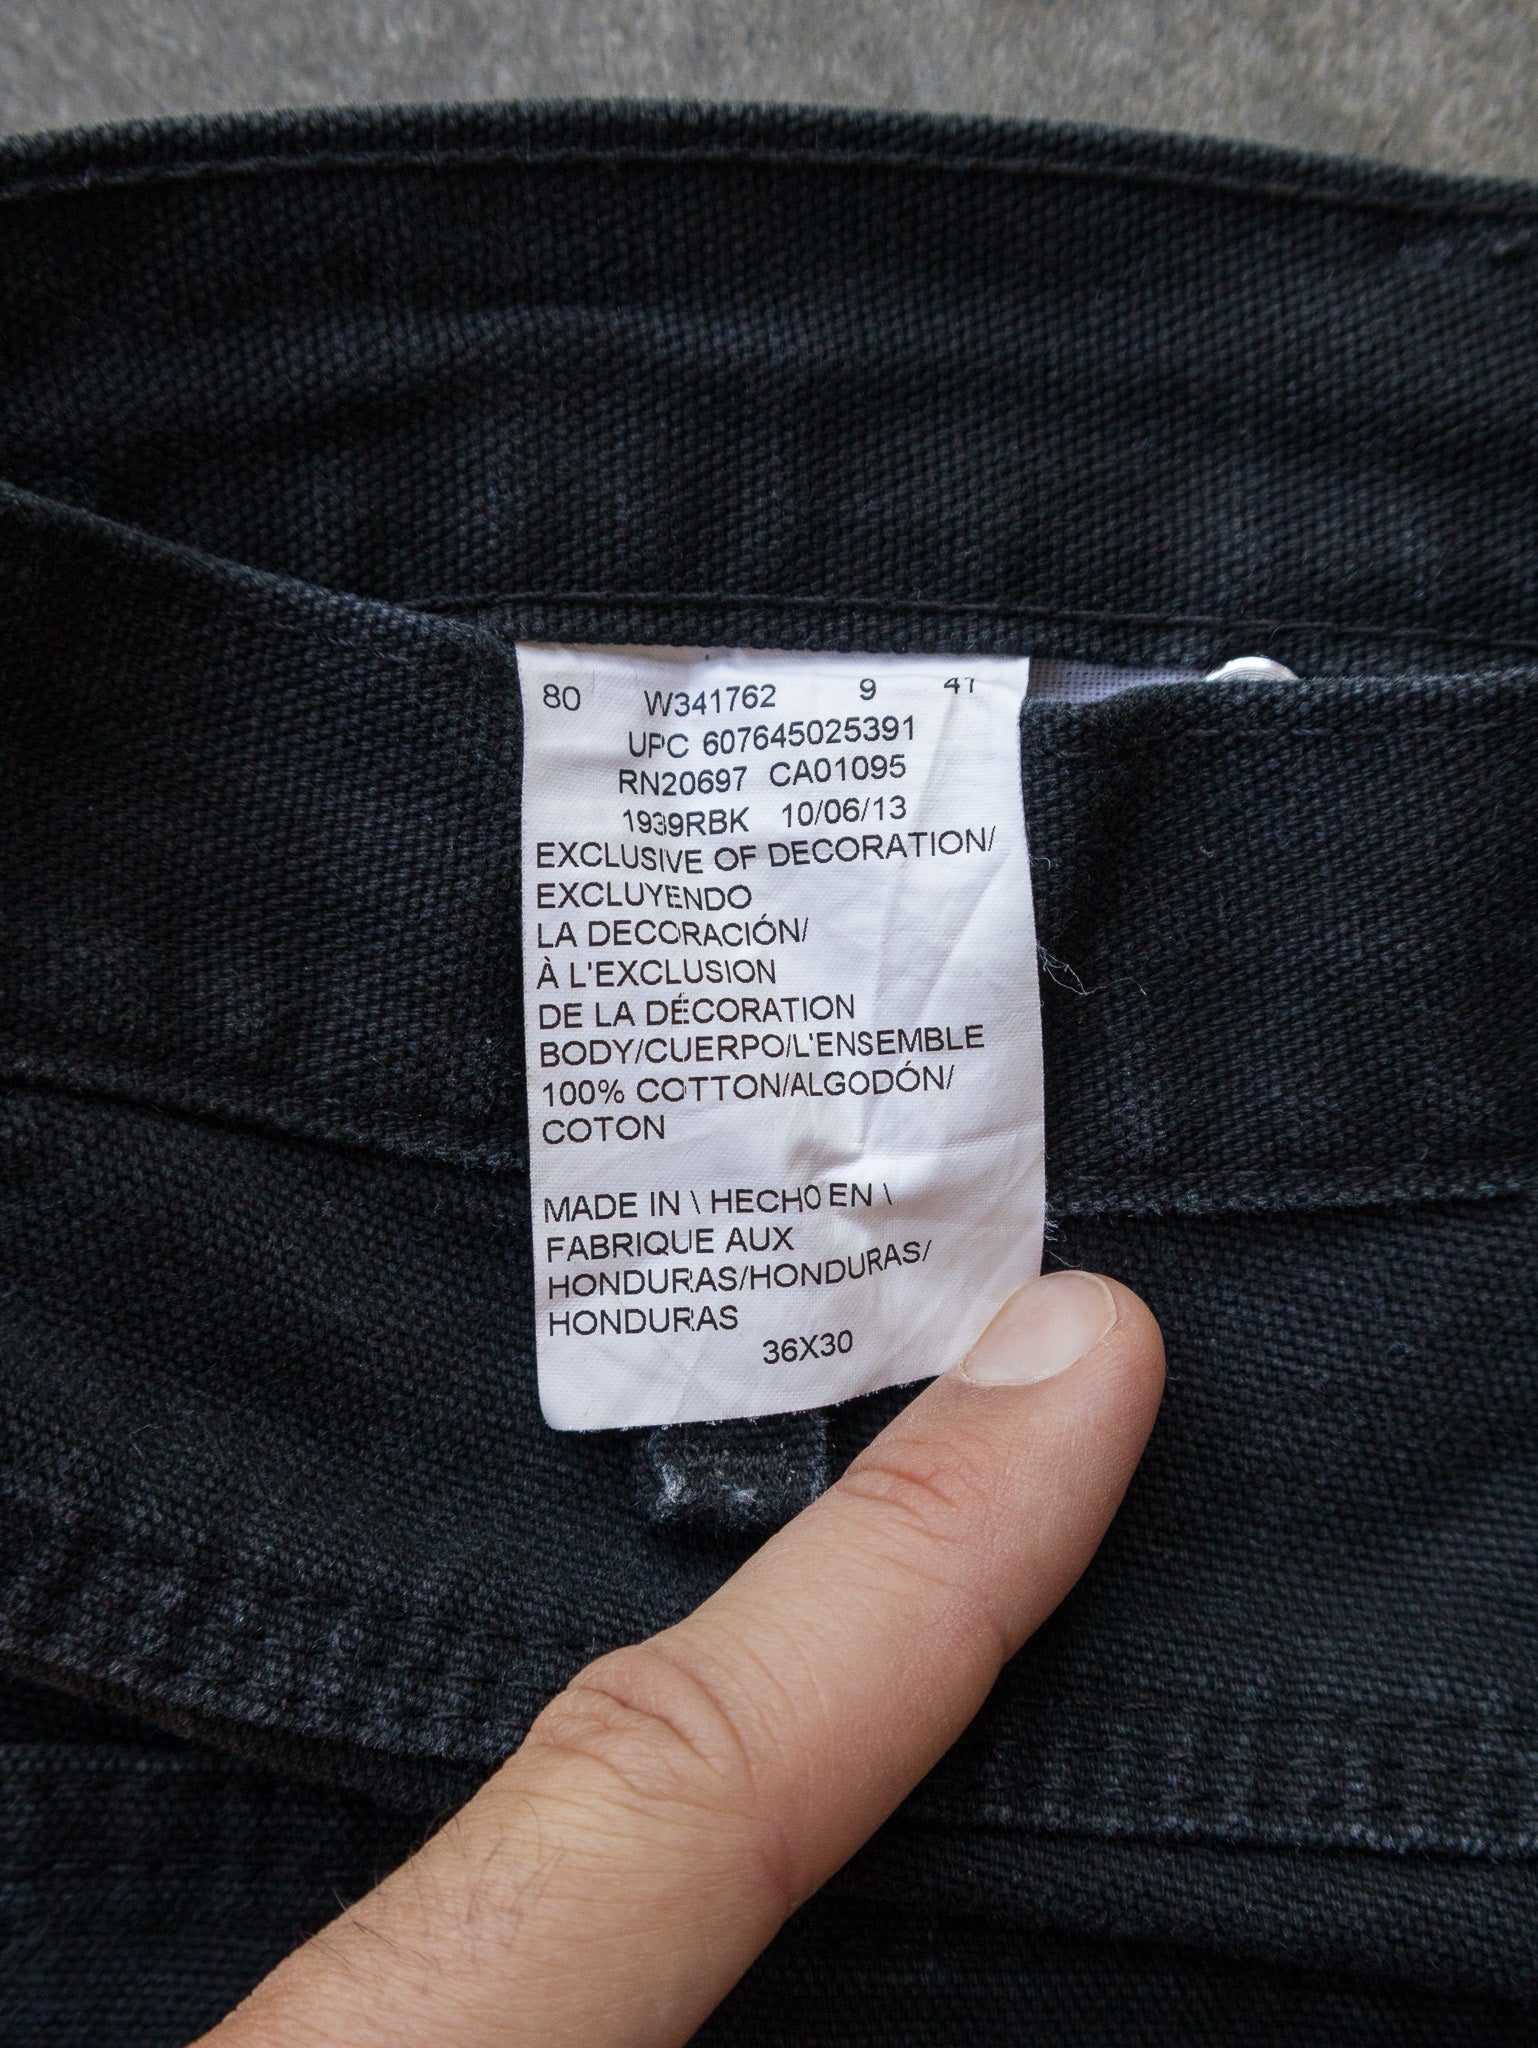 80 W341762 9 41
UPC 607645025391
RN20697 CA01095
1939RBK 10/06/13
EXCLUSIVE OF DECORATION/
EXCLUYENDO
LA DECORACIÓN/
À L'EXCLUSION
DE LA DÉCORATION
BODY/CUERPO/L'ENSEMBLE
100% COTTON/ALGODÓN/
COTON
MADE IN \ HECHO EN \
FABRIQUE AUX
HONDURAS/HONDURAS/
HONDURAS
36X30